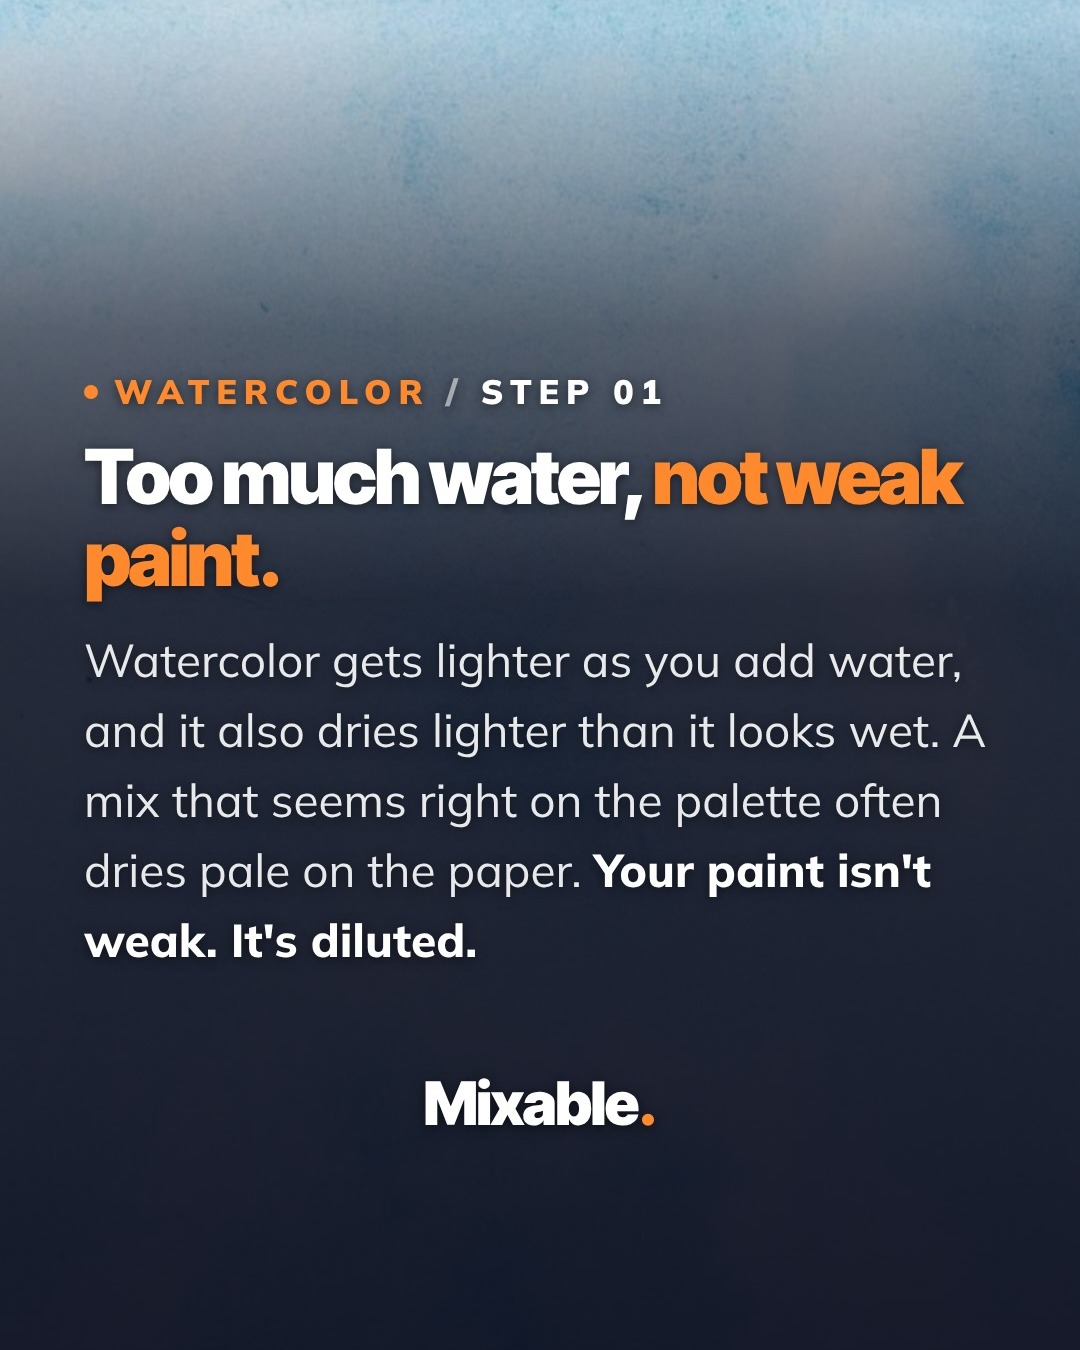 • WATERCOLOR / STEP 01
Too much water, not weak
paint.
Watercolor gets lighter as you add water,
and it also dries lighter than it looks wet. A
mix that seems right on the palette often
dries pale on the paper. Your paint isn't
weak. It's diluted.
Mixable.